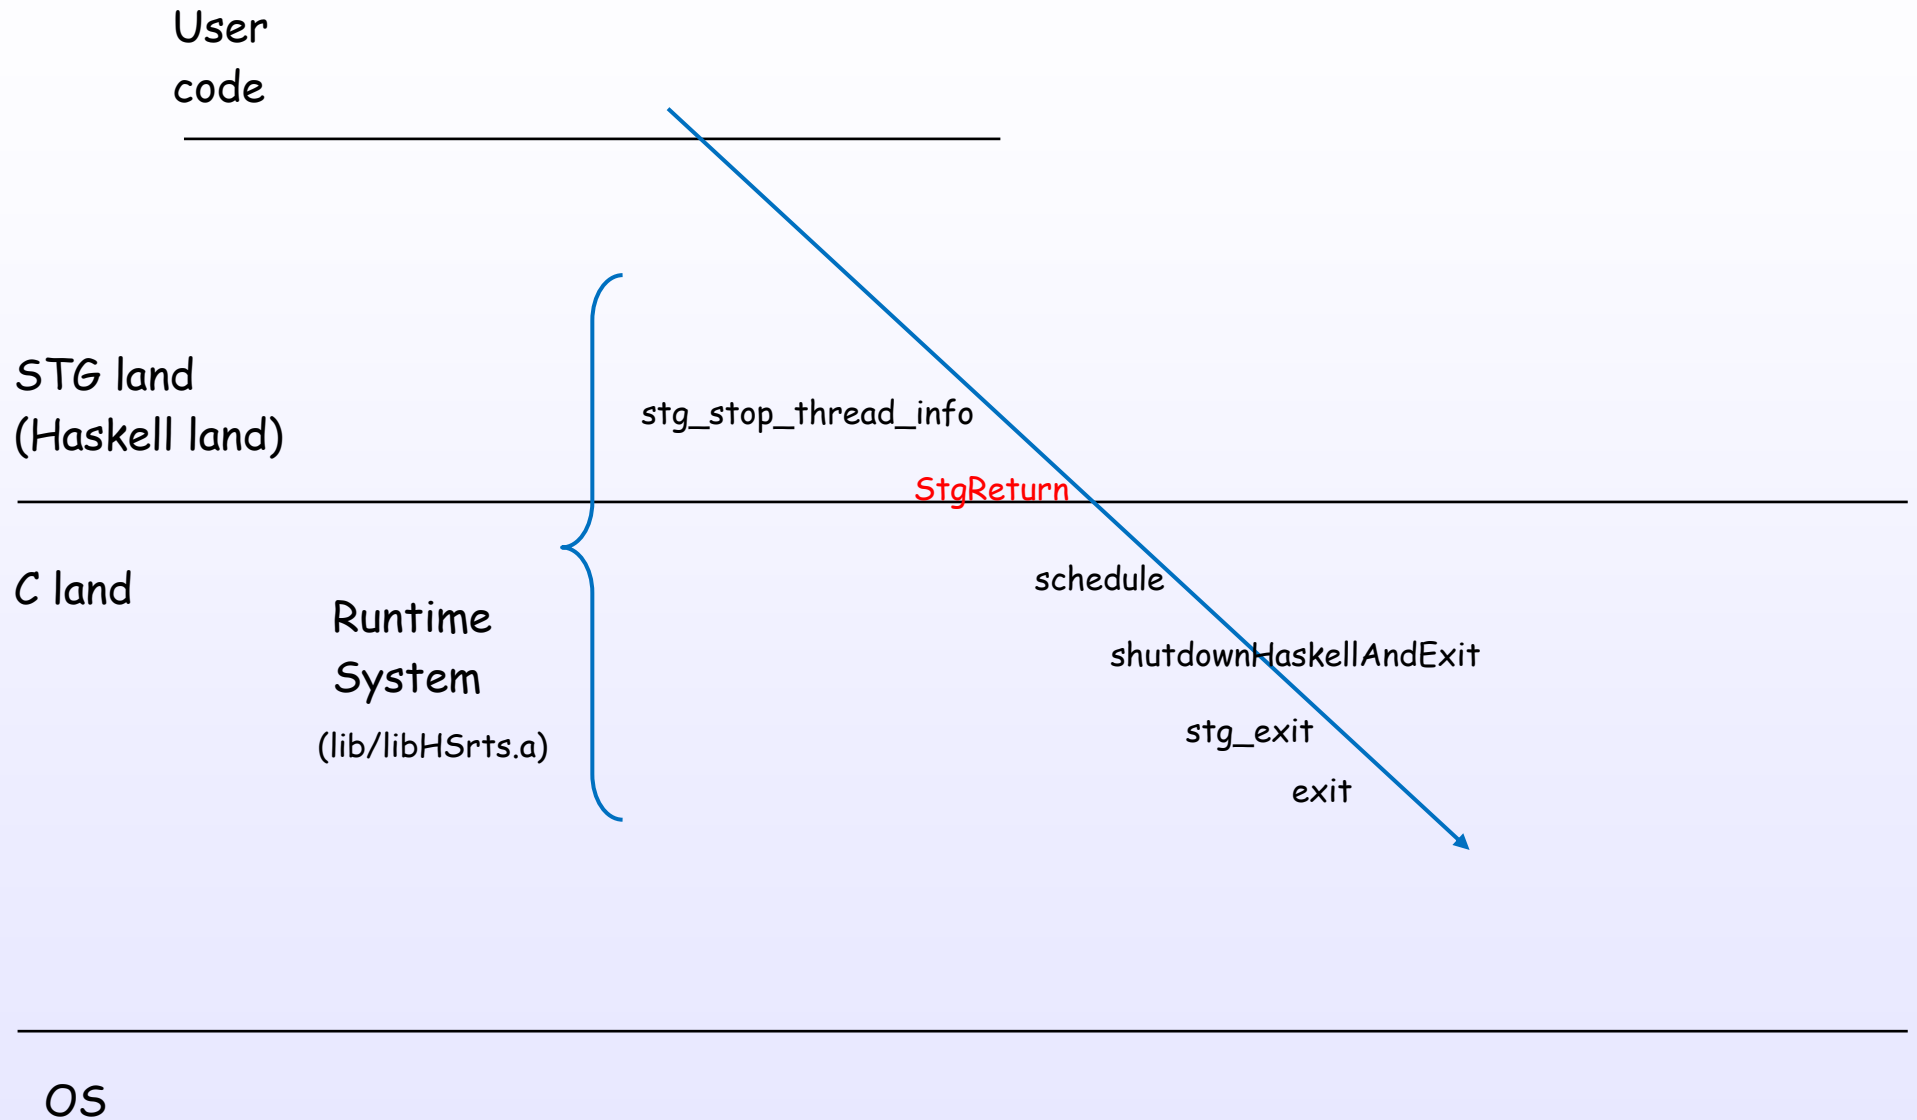 User
code
STG land
(Haskell land)
stg_stop_thread_info
StgReturn
C land
Runtime
System
(lib/libHSrts.a)
schedule
shutdownHaskellAndExit
stg_exit
exit
OS